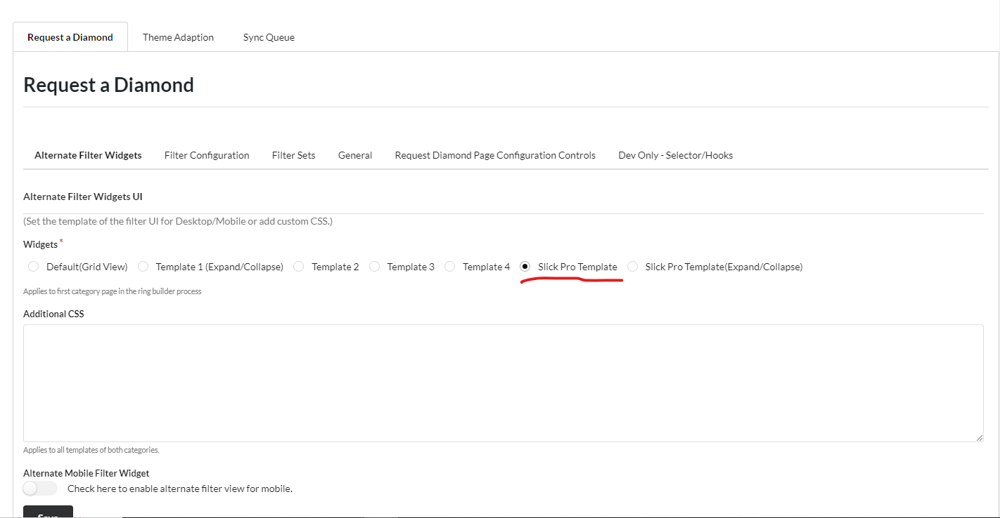 Request a Diamond Theme Adaption Sync Queue
Request a Diamond
Alternate Filter Widgets Filter Configuration Filter Sets General Request Diamond Page Configuration Controls Dev Only - Selector/Hooks
Alternate Filter Widgets UI
(Set the template of the filter UI for Desktop/Mobile or add custom CSS.)
Widgets *
Default(Grid View) Template 1 (Expand/Collapse) Template 2 Template 3 Template 4 Slick Pro Template Slick Pro Template(Expand/Collapse)
Applies to first category page in the ring builder process
Additional CSS
Applies to all templates of both categories.
Alternate Mobile Filter Widget
Check here to enable alternate filter view for mobile.
Save